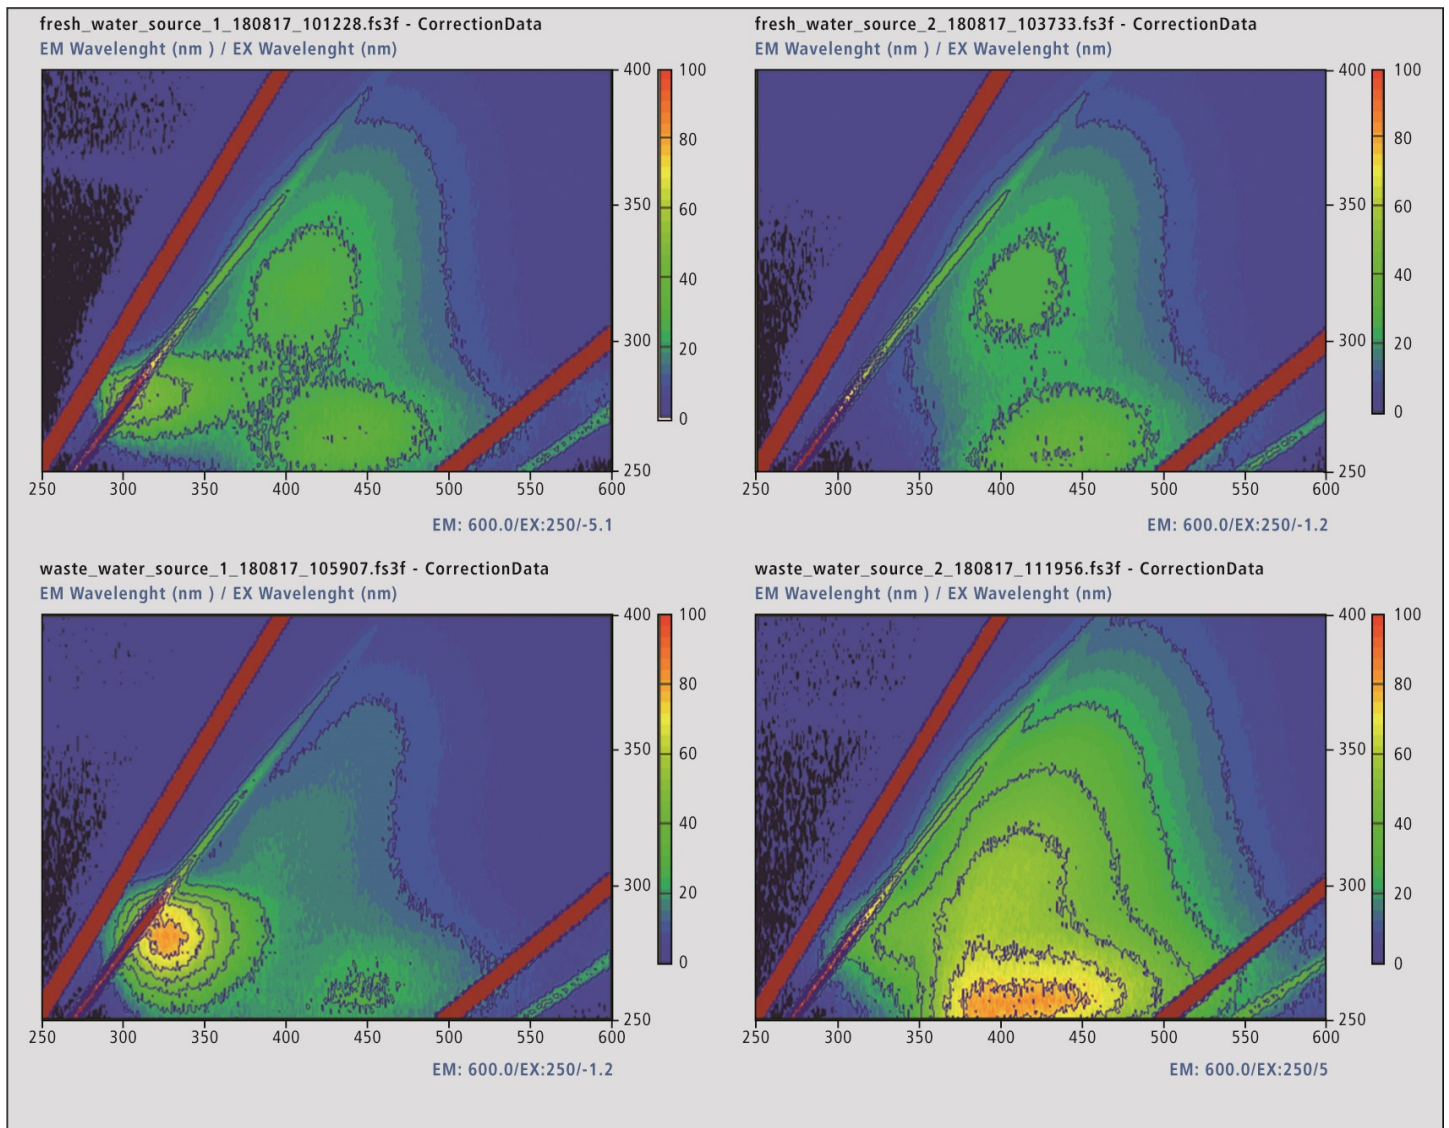 fresh_water_source_1_180817_101228.fs3f - CorrectionData
EM Wavelenght (nm ) / EX Wavelenght (nm)
400
350
300
250
100
80
60
40
20
0
250 300 350 400 450 500 550 600
EM: 600.0/EX:250/-5.1
fresh_water_source_2_180817_103733.fs3f - CorrectionData
EM Wavelenght (nm ) / EX Wavelenght (nm)
400
350
300
250
100
80
60
40
20
0
250 300 350 400 450 500 550 600
EM: 600.0/EX:250/-1.2
waste_water_source_1_180817_105907.fs3f - CorrectionData
EM Wavelenght (nm ) / EX Wavelenght (nm)
400
350
300
250
100
80
60
40
20
0
250 300 350 400 450 500 550 600
EM: 600.0/EX:250/-1.2
waste_water_source_2_180817_111956.fs3f - CorrectionData
EM Wavelenght (nm ) / EX Wavelenght (nm)
400
350
300
250
100
80
60
40
20
0
250 300 350 400 450 500 550 600
EM: 600.0/EX:250/5